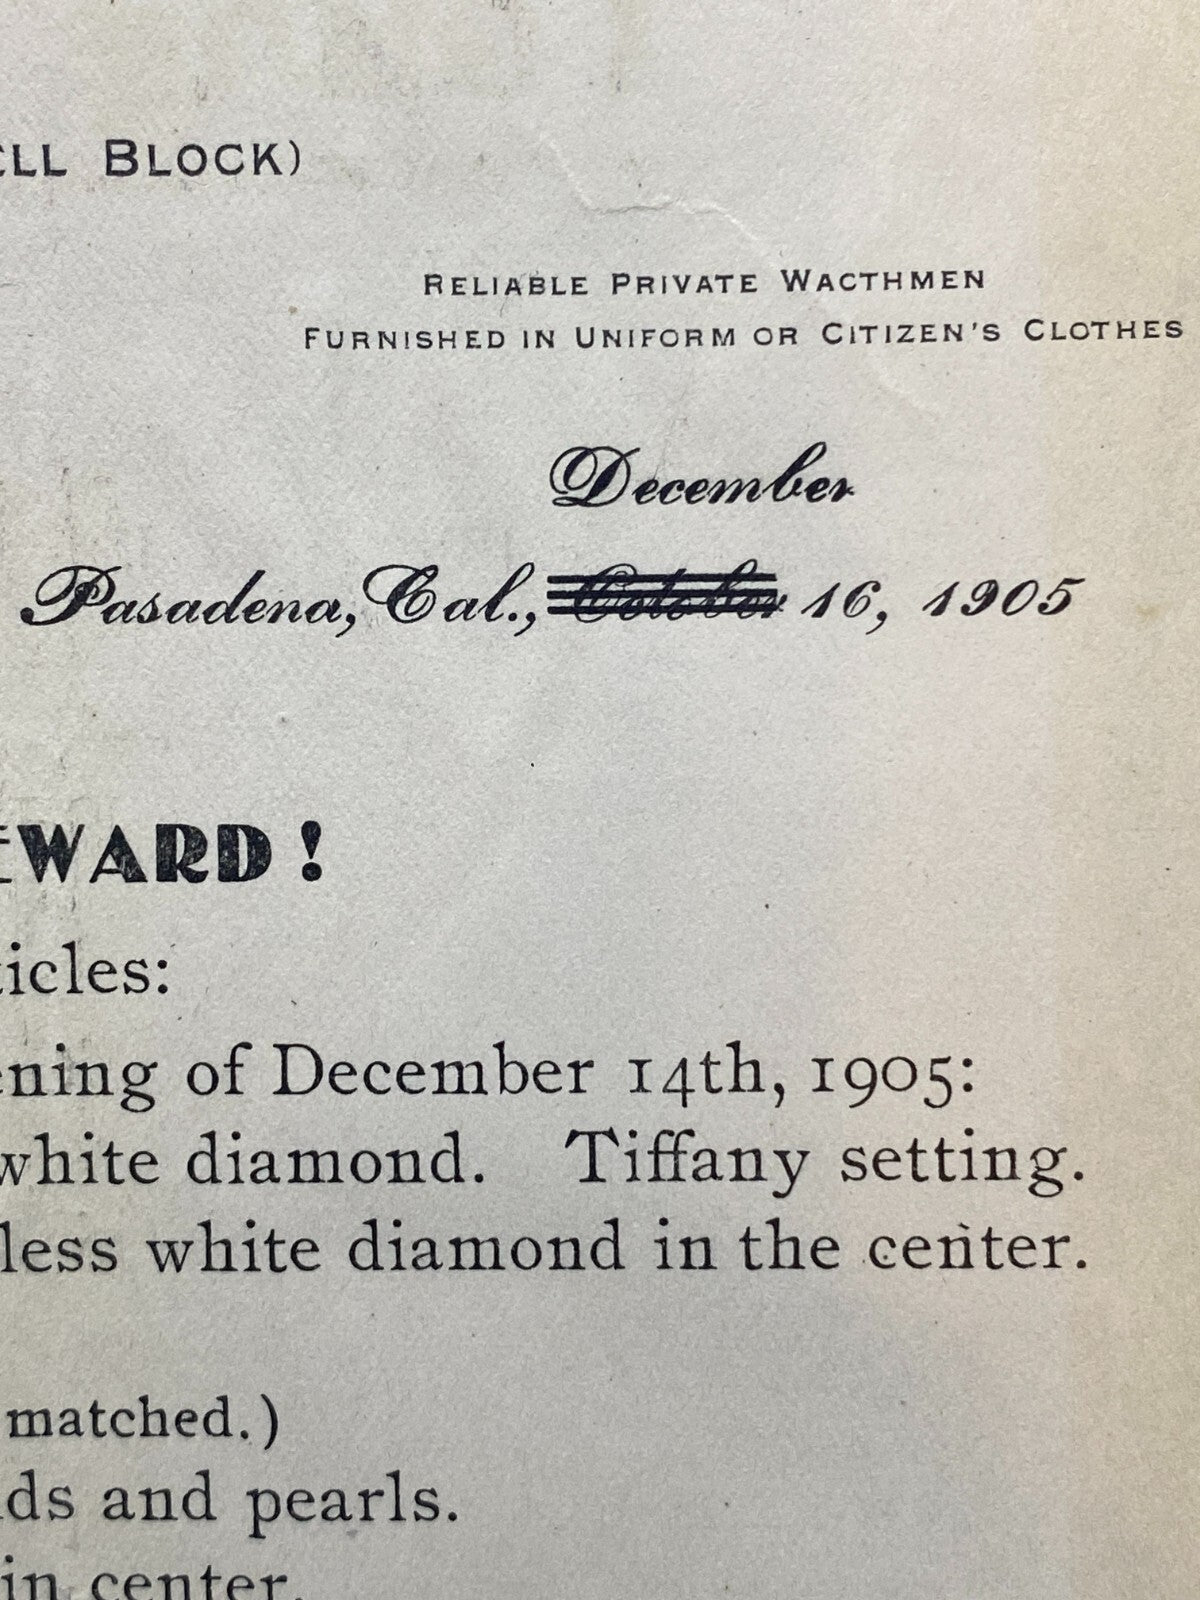 ELL BLOCK)
RELIABLE PRIVATE WACTHMEN
FURNISHED IN UNIFORM OR CITIZEN'S CLOTHES
December
Pasadena, Cal., October 16, 1905
EWARD!
ticles:
ening of December 14th, 1905:
white diamond. Tiffany setting.
less white diamond in the center.
matched.)
ds and pearls.
in center.